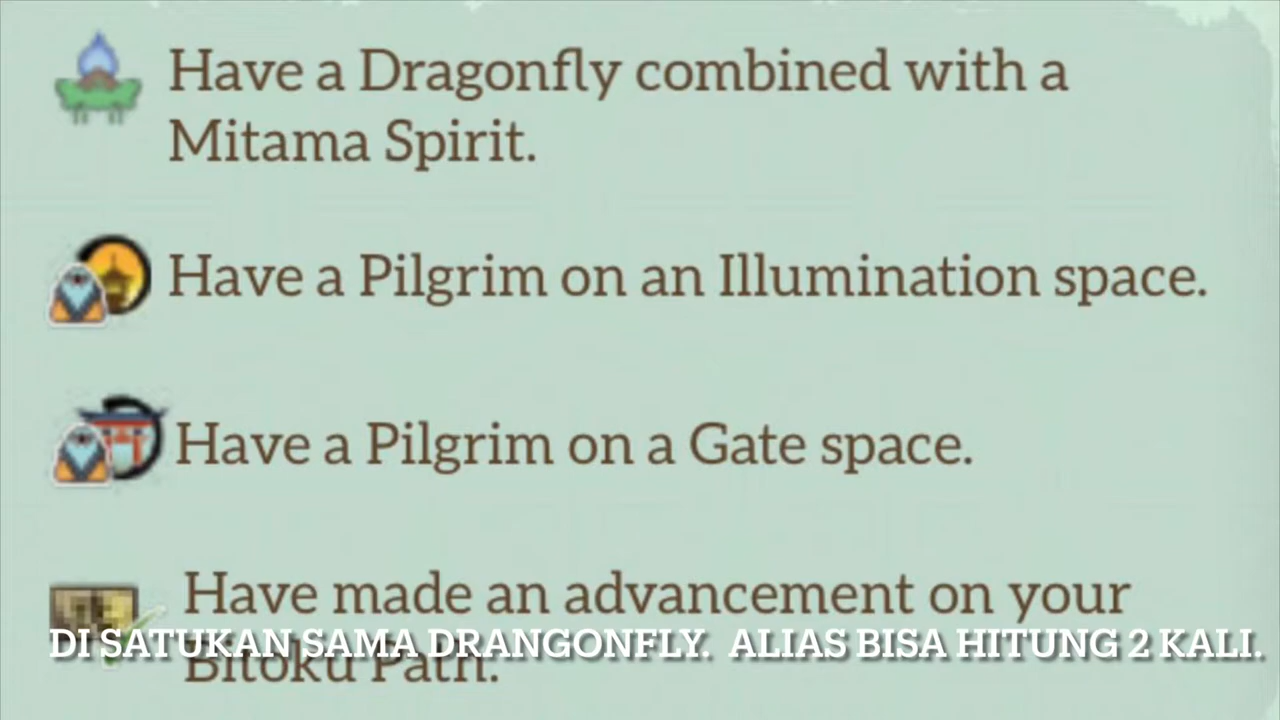 Have a Dragonfly combined with a
Mitama Spirit.
Have a Pilgrim on an Illumination space.
Have a Pilgrim on a Gate space.
Have made an advancement on your
DI SATUKAN SAMA DRANGONFLY. ALIAS BISA HITUNG 2 KALI.
Bitoku Path.